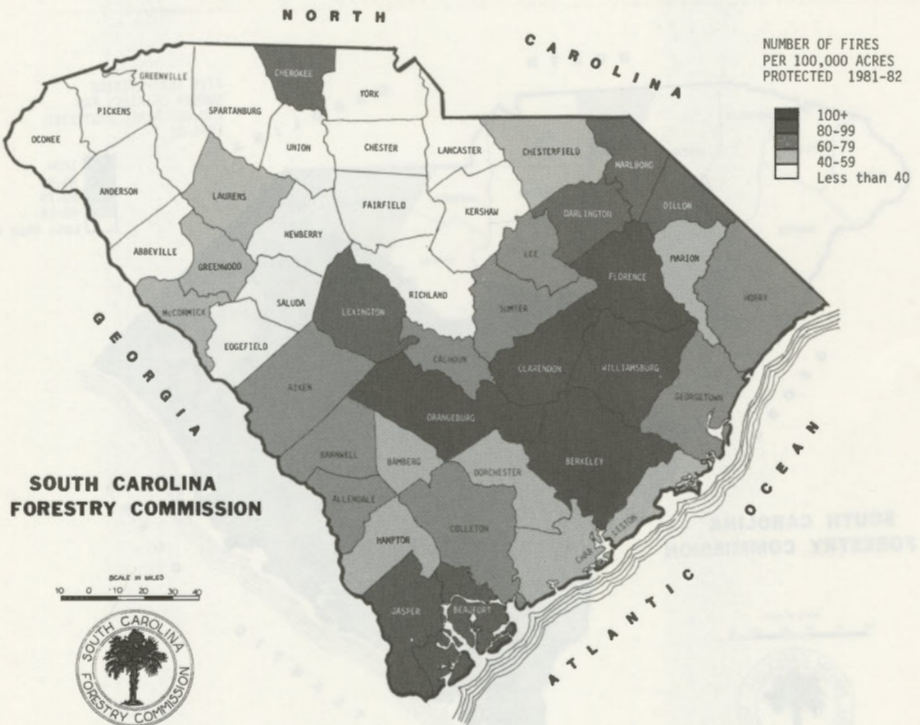 NORTH
CAROLINA
NUMBER OF FIRES
PER 100,000 ACRES
PROTECTED 1981-82
100+
80-99
60-79
40-59
Less than 40
OCONEE
PICKENS
GREENVILLE
SPARTANBURG
CHEROKEE
YORK
UNION
CHESTER
LANCASTER
CHESTERFIELD
MARLBORO
ANDERSON
LAURENS
FAIRFIELD
KERSHAW
DARLINGTON
DILLON
ABBEVILLE
GREENWOOD
NEWBERRY
LEE
FLORENCE
MARION
HORRY
McCORMICK
SALUDA
LEXINGTON
RICHLAND
SUMTER
EDGEFIELD
CALHOUN
CLARENDON
WILLIAMSBURG
AIKEN
ORANGEBURG
GEORGETOWN
BARNWELL
BAMBERG
DORCHESTER
BERKELEY
ALLENDALE
HAMPTON
COLLETON
CHARLESTON
JASPER
BEAUFORT
GEORGIA
ATLANTIC OCEAN
SOUTH CAROLINA
FORESTRY COMMISSION
SCALE IN MILES
10 0 10 20 30 40
SOUTH CAROLINA
FORESTRY COMMISSION